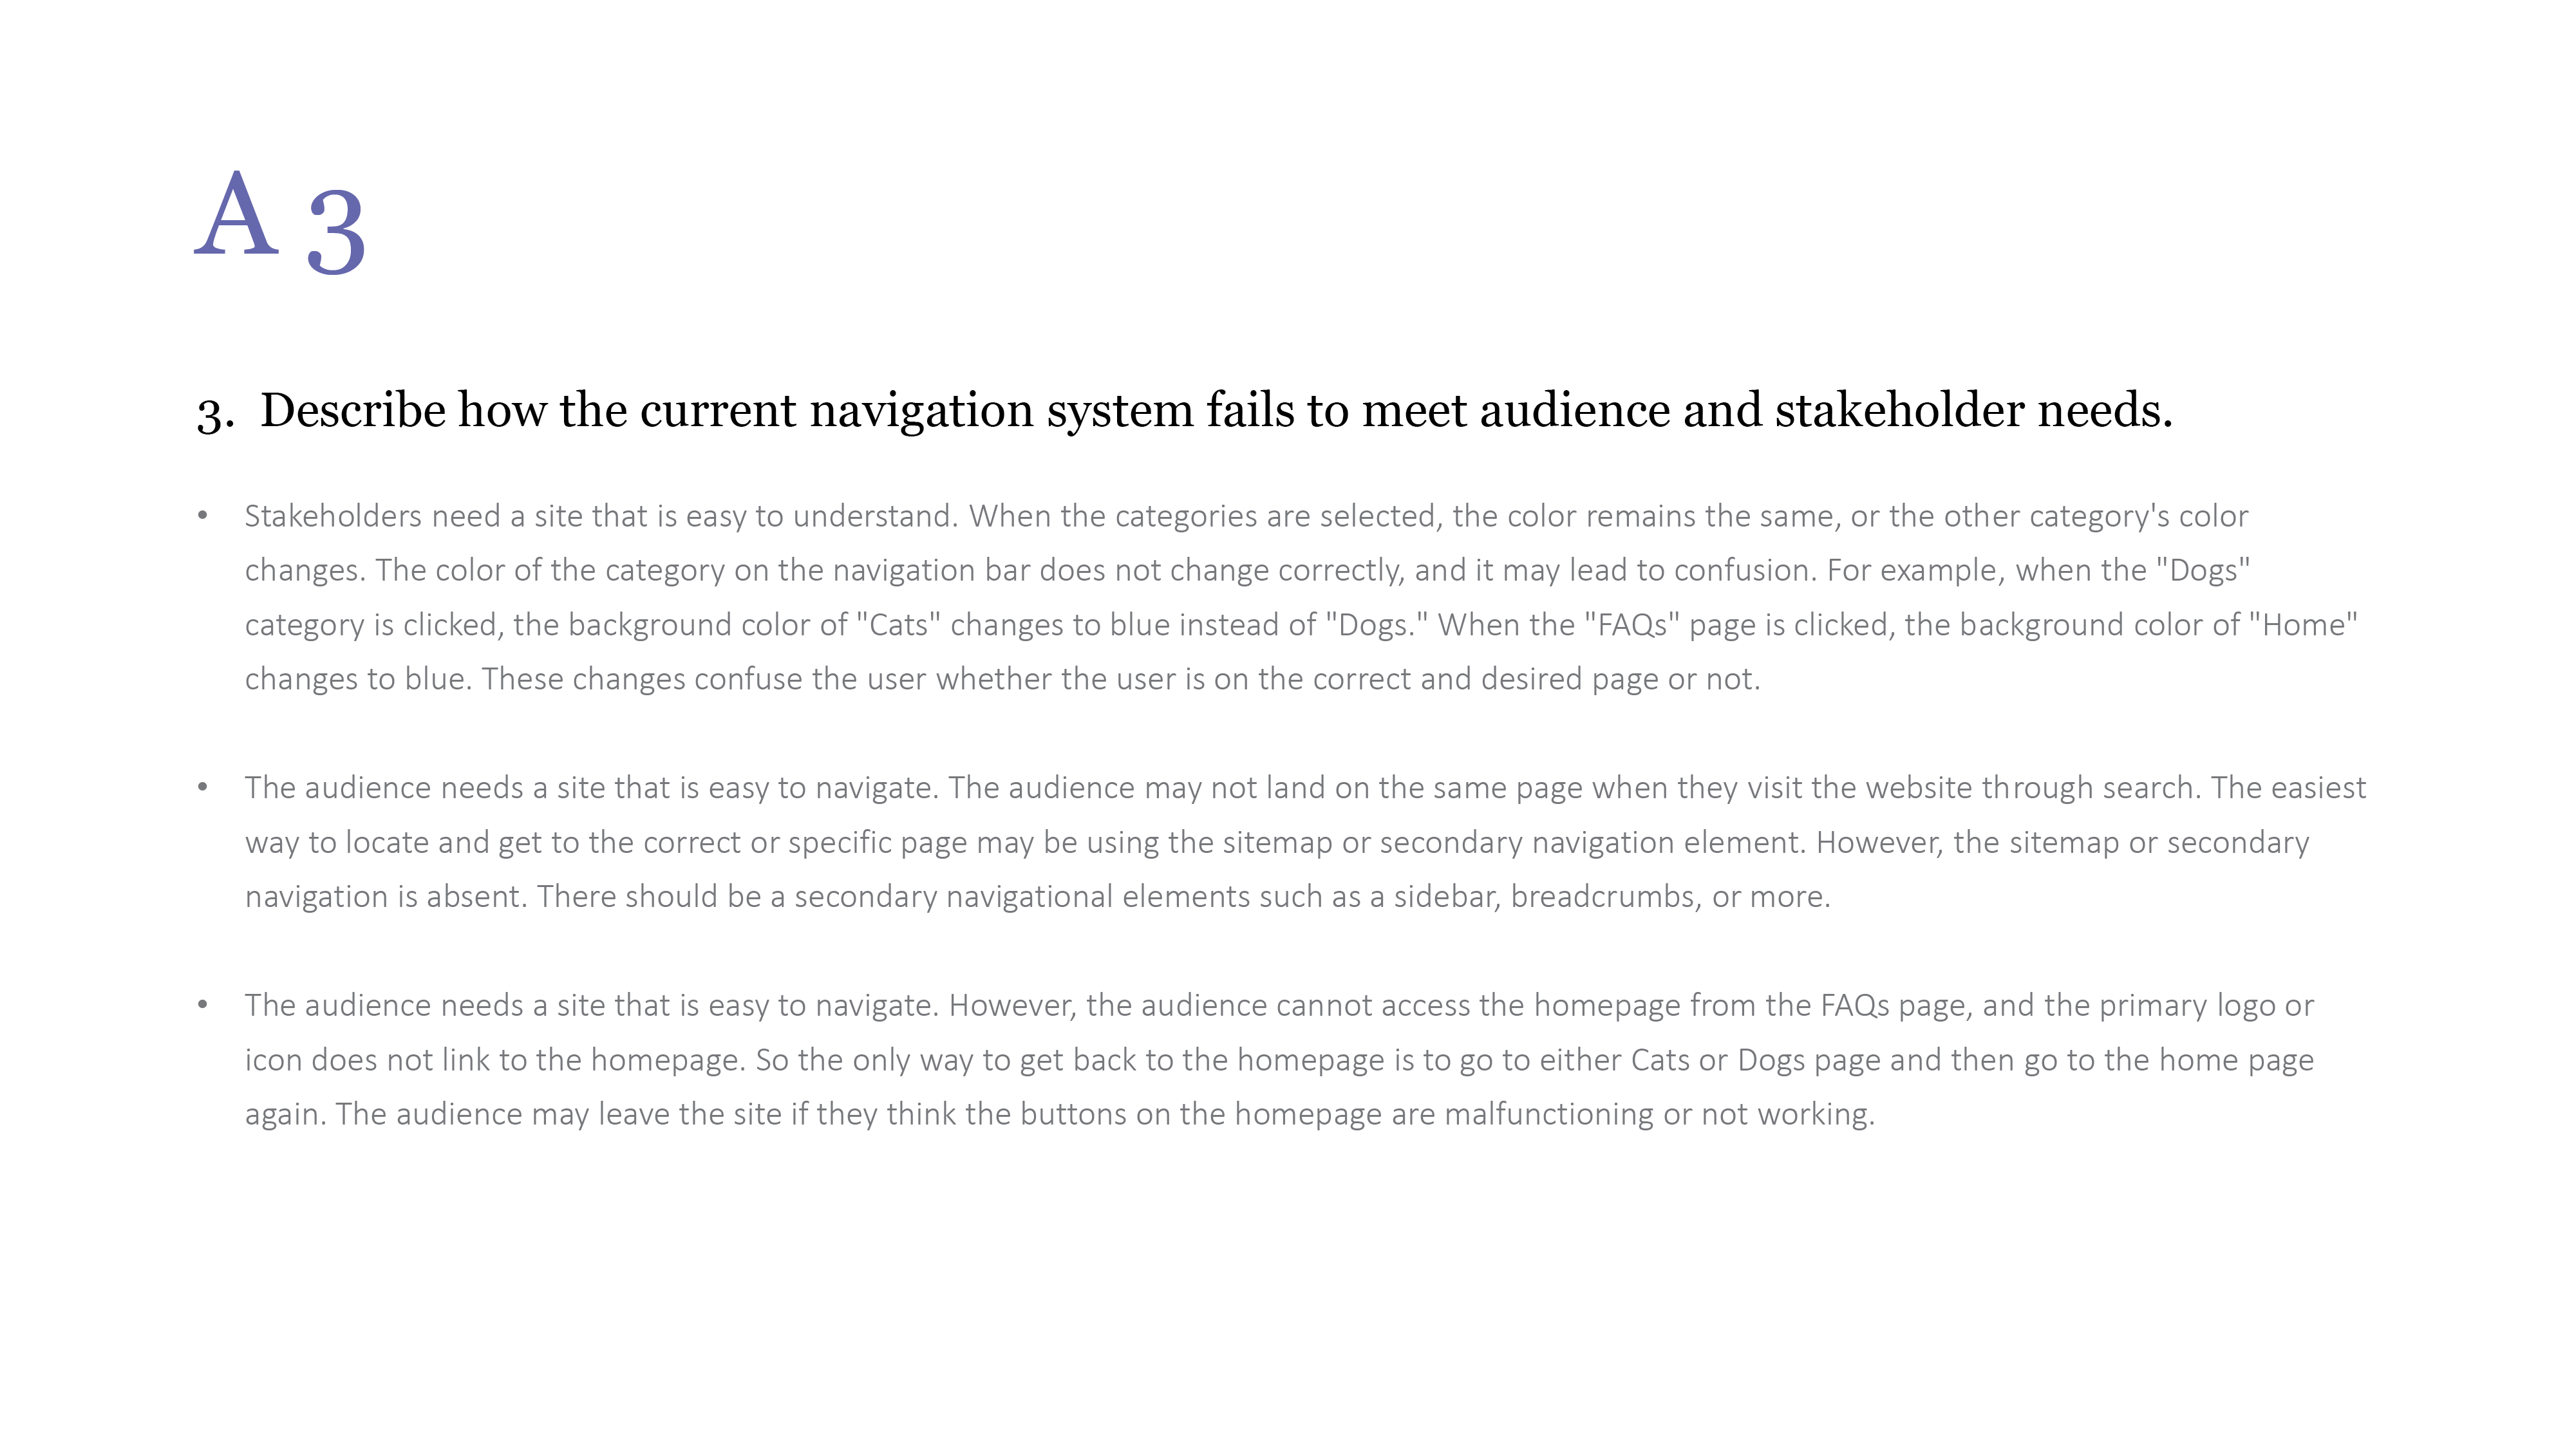 A 3
3. Describe how the current navigation system fails to meet audience and stakeholder needs.
• Stakeholders need a site that is easy to understand. When the categories are selected, the color remains the same, or the other category's color
changes. The color of the category on the navigation bar does not change correctly, and it may lead to confusion. For example, when the "Dogs"
category is clicked, the background color of "Cats" changes to blue instead of "Dogs." When the "FAQs" page is clicked, the background color of "Home"
changes to blue. These changes confuse the user whether the user is on the correct and desired page or not.
• The audience needs a site that is easy to navigate. The audience may not land on the same page when they visit the website through search. The easiest
way to locate and get to the correct or specific page may be using the sitemap or secondary navigation element. However, the sitemap or secondary
navigation is absent. There should be a secondary navigational elements such as a sidebar, breadcrumbs, or more.
• The audience needs a site that is easy to navigate. However, the audience cannot access the homepage from the FAQs page, and the primary logo or
icon does not link to the homepage. So the only way to get back to the homepage is to go to either Cats or Dogs page and then go to the home page
again. The audience may leave the site if they think the buttons on the homepage are malfunctioning or not working.